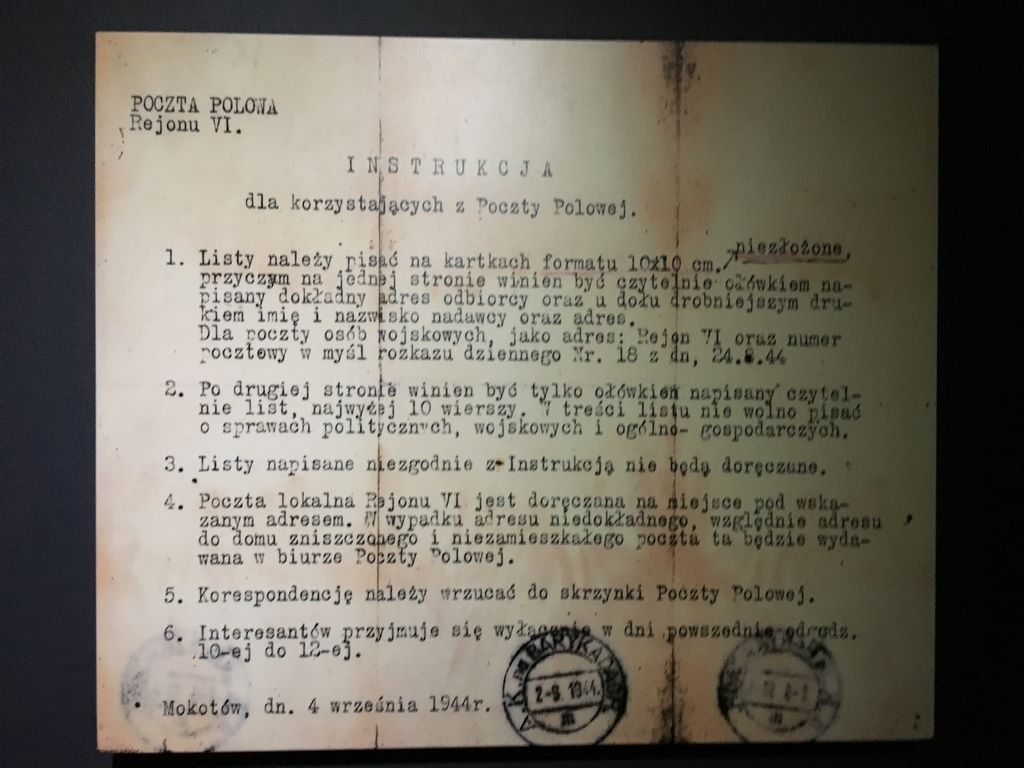 POCZTA POLOWA
Rejonu VI.
INSTRUKCJA
dla korzystających z Poczty Polowej.
niezłożone,
1. Listy należy pisać na kartkach formatu 10x10 cm.
przyczym na jednej stronie winien być czytelnie ołówkiem na-
pisany dokładny adres odbiorcy oraz u dołu drobniejszym dru-
kiem imię i nazwisko nadawcy oraz adres.
Dla poczty osób wojskowych, jako adres: Rejon VI oraz numer
pocztowy w myśl rozkazu dziennego Nr. 18 z dn, 24.8.44
2. Po drugiej stronie winien być tylko ołówkiem napisany czytel-
nie list, najwyżej 10 wierszy. W treści listu nie wolno pisać
o sprawach politycznych, wojskowych i ogólno- gospodarczych.
3. Listy napisane niezgodnie z Instrukcją nie będą doręczane.
4. Poczta lokalna Rejonu VI jest doręczana na miejsce pod wska-
zanym adresem. W wypadku adresu niedokładnego, względnie adresu
do domu zniszczonego i niezamieszkałego poczta ta będzie wyda-
wana w biurze Poczty Polowej.
5. Korespondencję należy wrzucać do skrzynki Poczty Polowej.
6. Interesantów przyjmuje się wyłącznie w dni powszednie od godz.
10-ej do 12-ej.
Mokotów, dn. 4 września 1944r.
BARYKADA
2-9.1944.
m